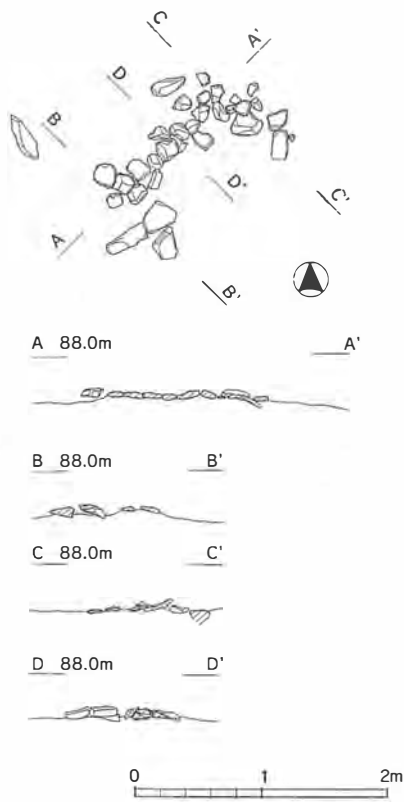 C
A'
D
B
D'
C'
A
B'
A 88.0m A'
B 88.0m B'
C 88.0m C'
D 88.0m D'
0 1 2m